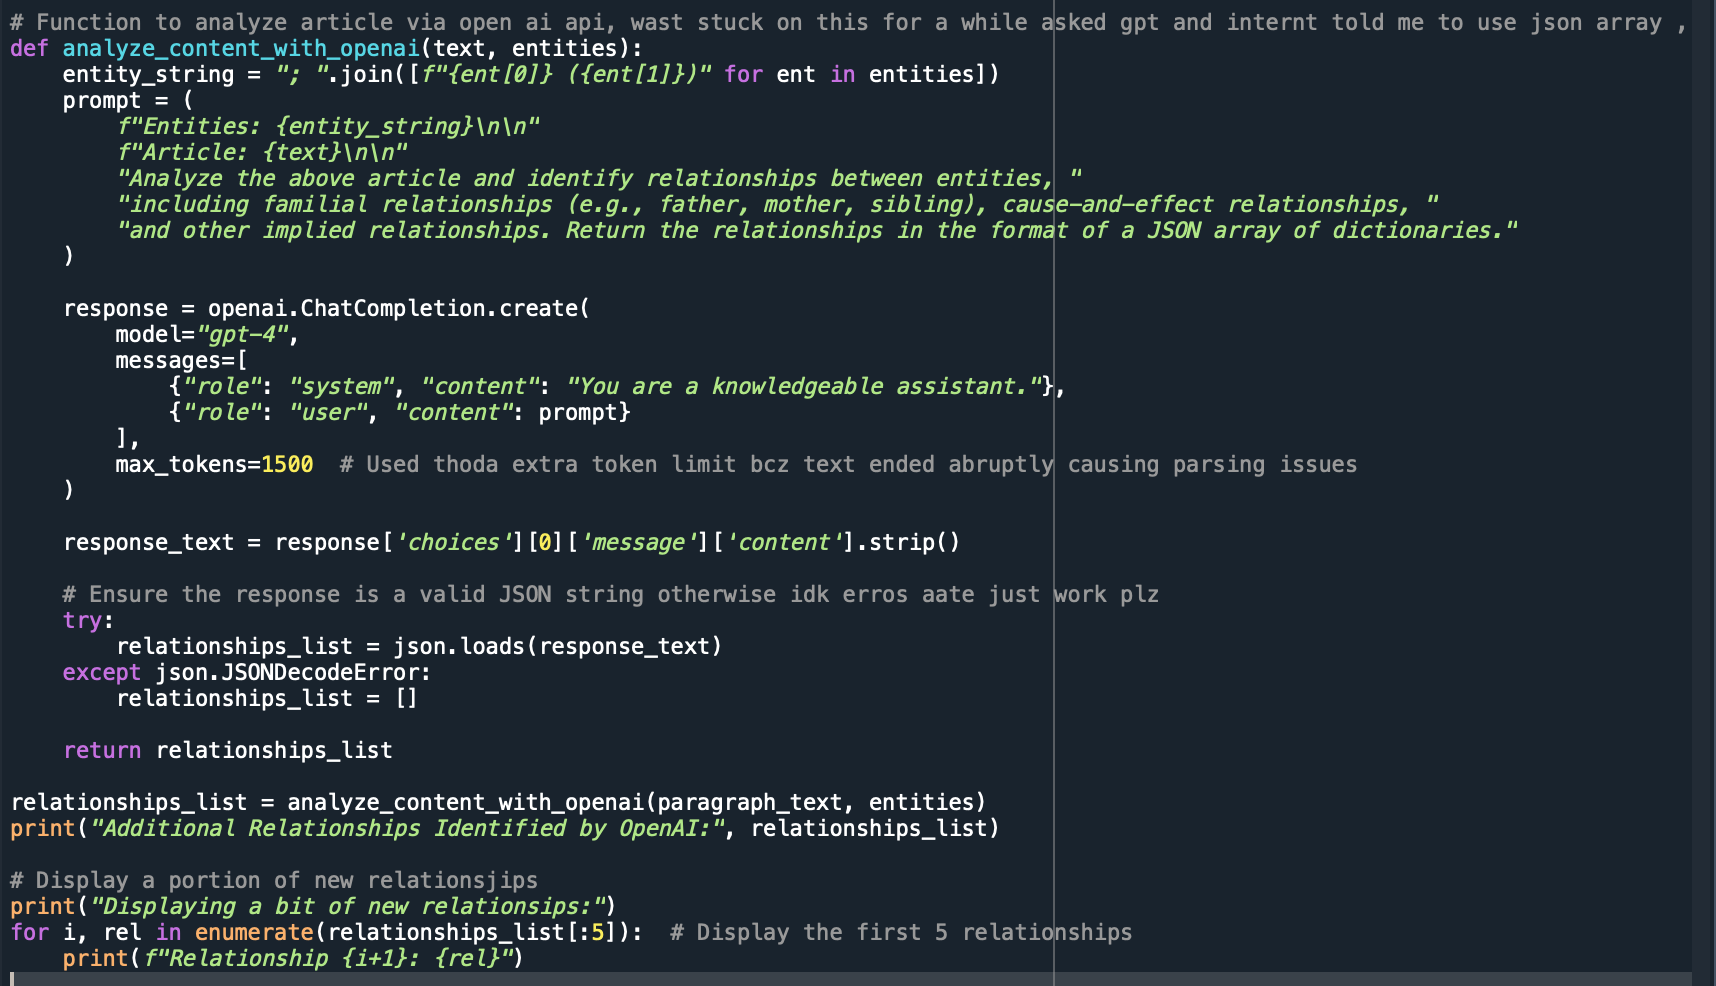 # Function to analyze article via open ai api, wast stuck on this for a while asked gpt and internt told me to use json array ,
def analyze_content_with_openai(text, entities):
    entity_string = "; ".join([f"{ent[0]} ({ent[1]})" for ent in entities])
    prompt = (
        f"Entities: {entity_string}\n\n"
        f"Article: {text}\n\n"
        "Analyze the above article and identify relationships between entities, "
        "including familial relationships (e.g., father, mother, sibling), cause-and-effect relationships, "
        "and other implied relationships. Return the relationships in the format of a JSON array of dictionaries."
    )

    response = openai.ChatCompletion.create(
        model="gpt-4",
        messages=[
            {"role": "system", "content": "You are a knowledgeable assistant."},
            {"role": "user", "content": prompt}
        ],
        max_tokens=1500  # Used thoda extra token limit bcz text ended abruptly causing parsing issues
    )

    response_text = response['choices'][0]['message']['content'].strip()

    # Ensure the response is a valid JSON string otherwise idk erros aate just work plz
    try:
        relationships_list = json.loads(response_text)
    except json.JSONDecodeError:
        relationships_list = []

    return relationships_list

relationships_list = analyze_content_with_openai(paragraph_text, entities)
print("Additional Relationships Identified by OpenAI:", relationships_list)

# Display a portion of new relationsjips
print("Displaying a bit of new relationsips:")
for i, rel in enumerate(relationships_list[:5]):  # Display the first 5 relationships
    print(f"Relationship {i+1}: {rel}")